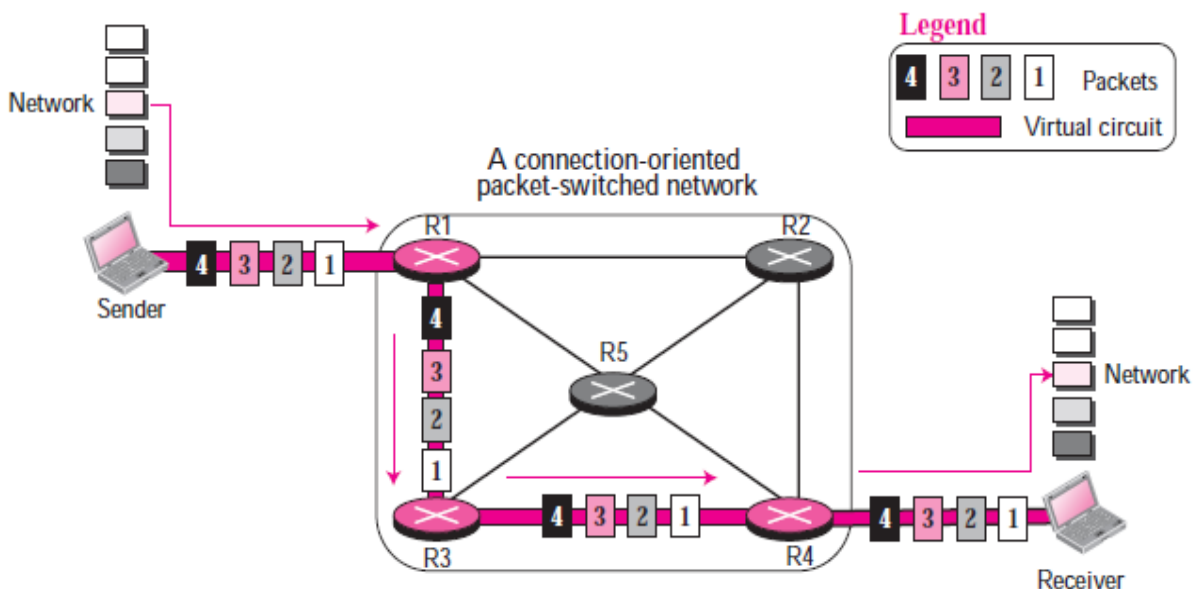 Legend
4 3 2 1 Packets
Virtual circuit
Network
A connection-oriented
packet-switched network
R1
R2
4 3 2 1
Sender
4
3
2
1
R5
Network
R3
4 3 2 1
R4
4 3 2 1
Receiver